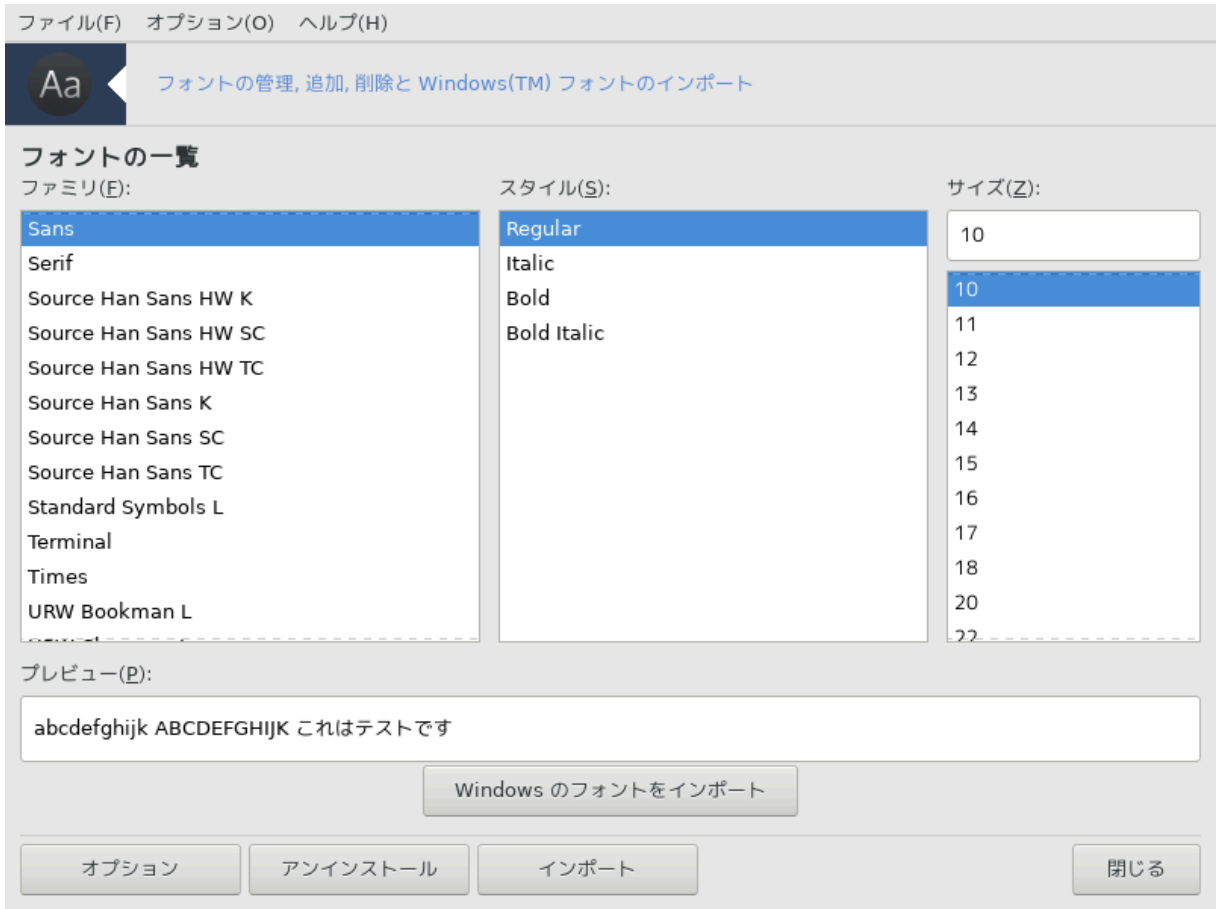 ファイル(F) オプション(O) ヘルプ(H)
Aa
フォントの管理, 追加, 削除と Windows(TM) フォントのインポート
フォントの一覧
ファミリ(F):
Sans
Serif
Source Han Sans HW K
Source Han Sans HW SC
Source Han Sans HW TC
Source Han Sans K
Source Han Sans SC
Source Han Sans TC
Standard Symbols L
Terminal
Times
URW Bookman L
スタイル(S):
Regular
Italic
Bold
Bold Italic
サイズ(Z):
10
10
11
12
13
14
15
16
17
18
20
22
プレビュー(P):
abcdefghijk ABCDEFGHIJK これはテストです
Windows のフォントをインポート
オプション アンインストール インポート 閉じる